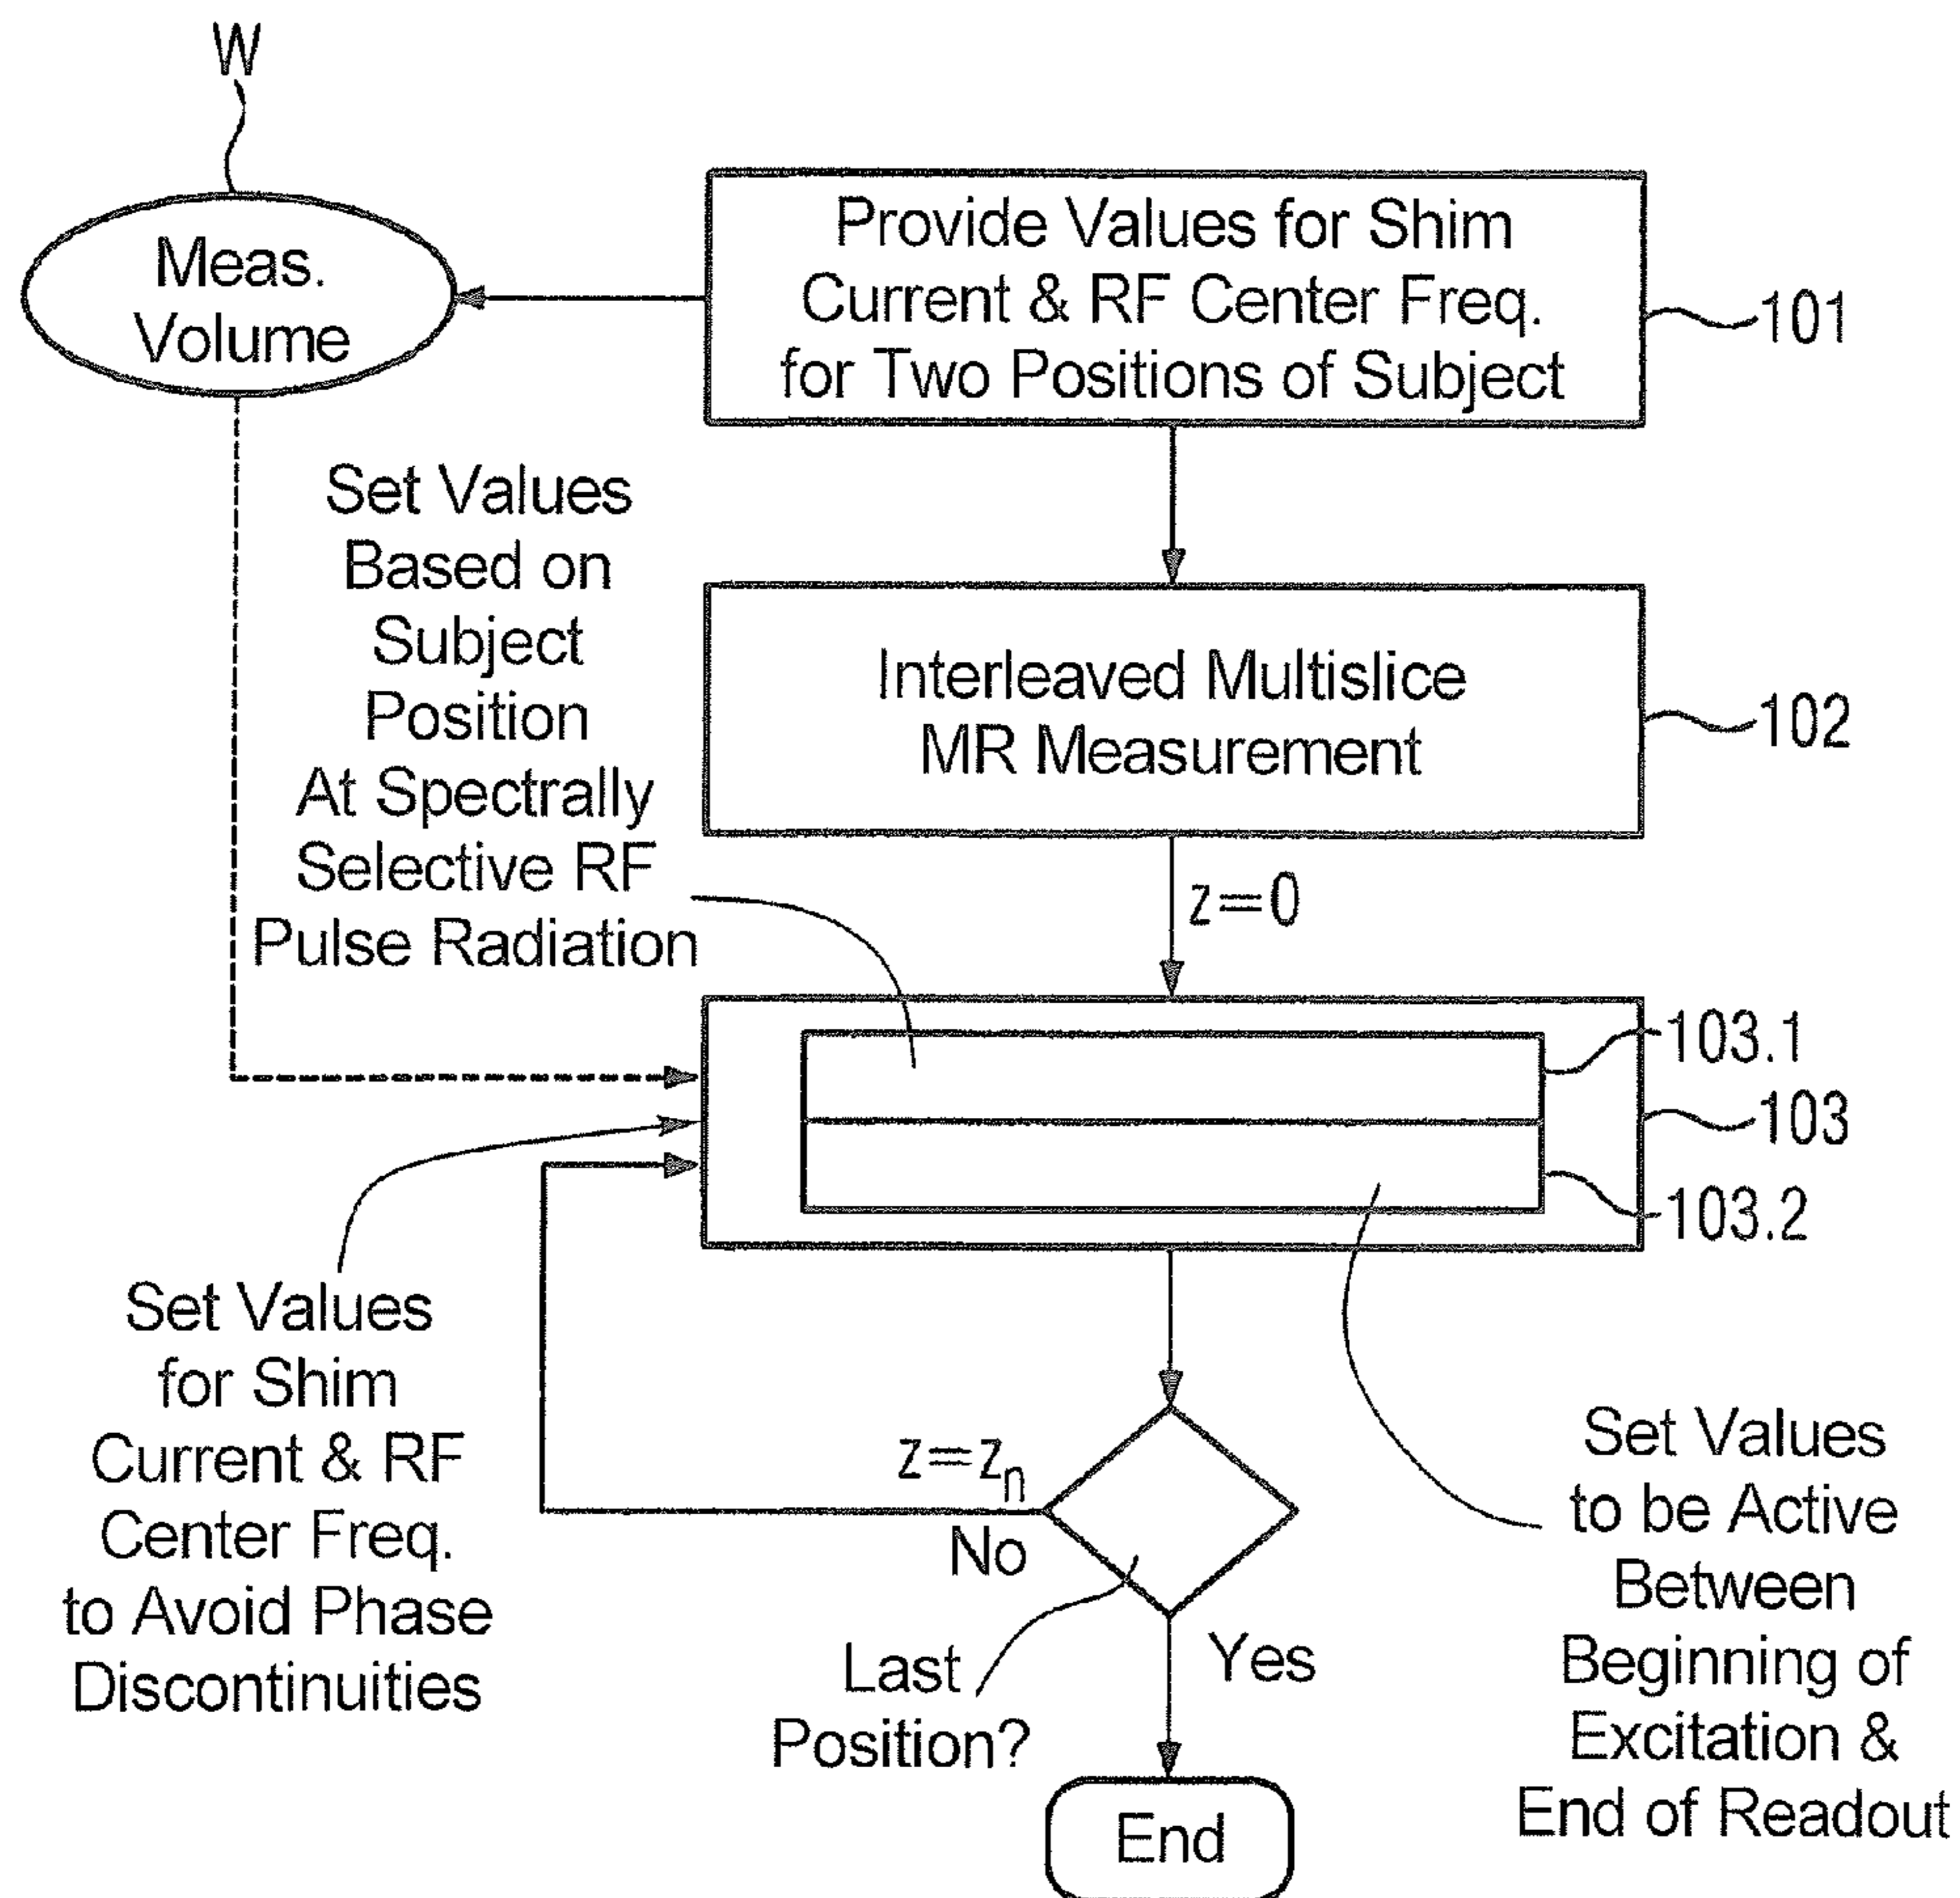 W
Meas.
Volume
Provide Values for Shim
Current & RF Center Freq.
for Two Positions of Subject
101
Set Values
Based on
Subject
Position
At Spectrally
Selective RF
Pulse Radiation
Interleaved Multislice
MR Measurement
102
z=0
103.1
103
103.2
Set Values
for Shim
Current & RF
Center Freq.
to Avoid Phase
Discontinuities
z=zn
No
Last
Position?
Yes
Set Values
to be Active
Between
Beginning of
Excitation &
End of Readout
End